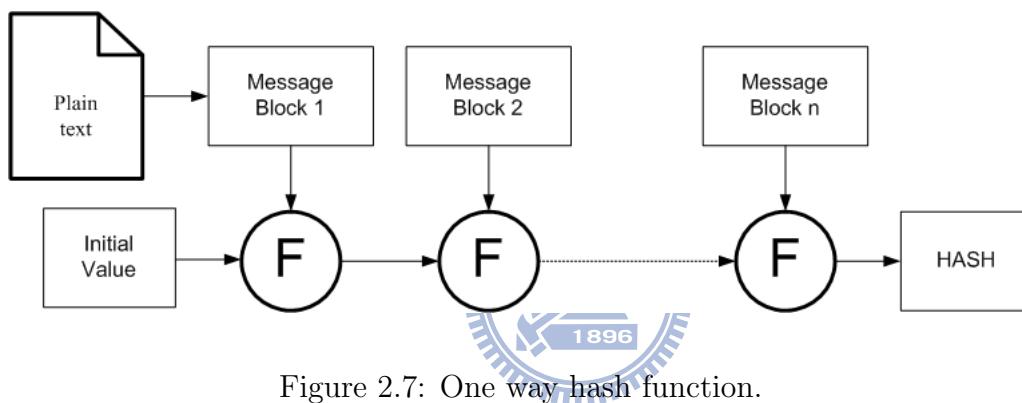 Plain
text
Message
Block 1
Message
Block 2
Message
Block n
Initial
Value
F
F
F
HASH
1896
Figure 2.7: One way hash function.